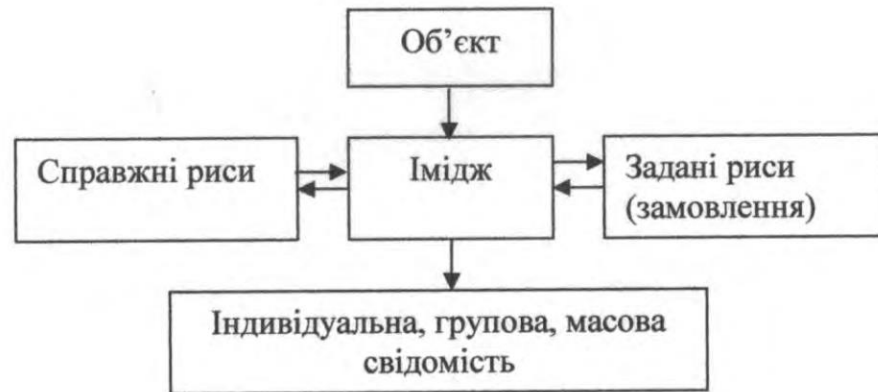 Об’єкт
Справжні риси
Імідж
Задані риси
(замовлення)
Індивідуальна, групова, масова
свідомість